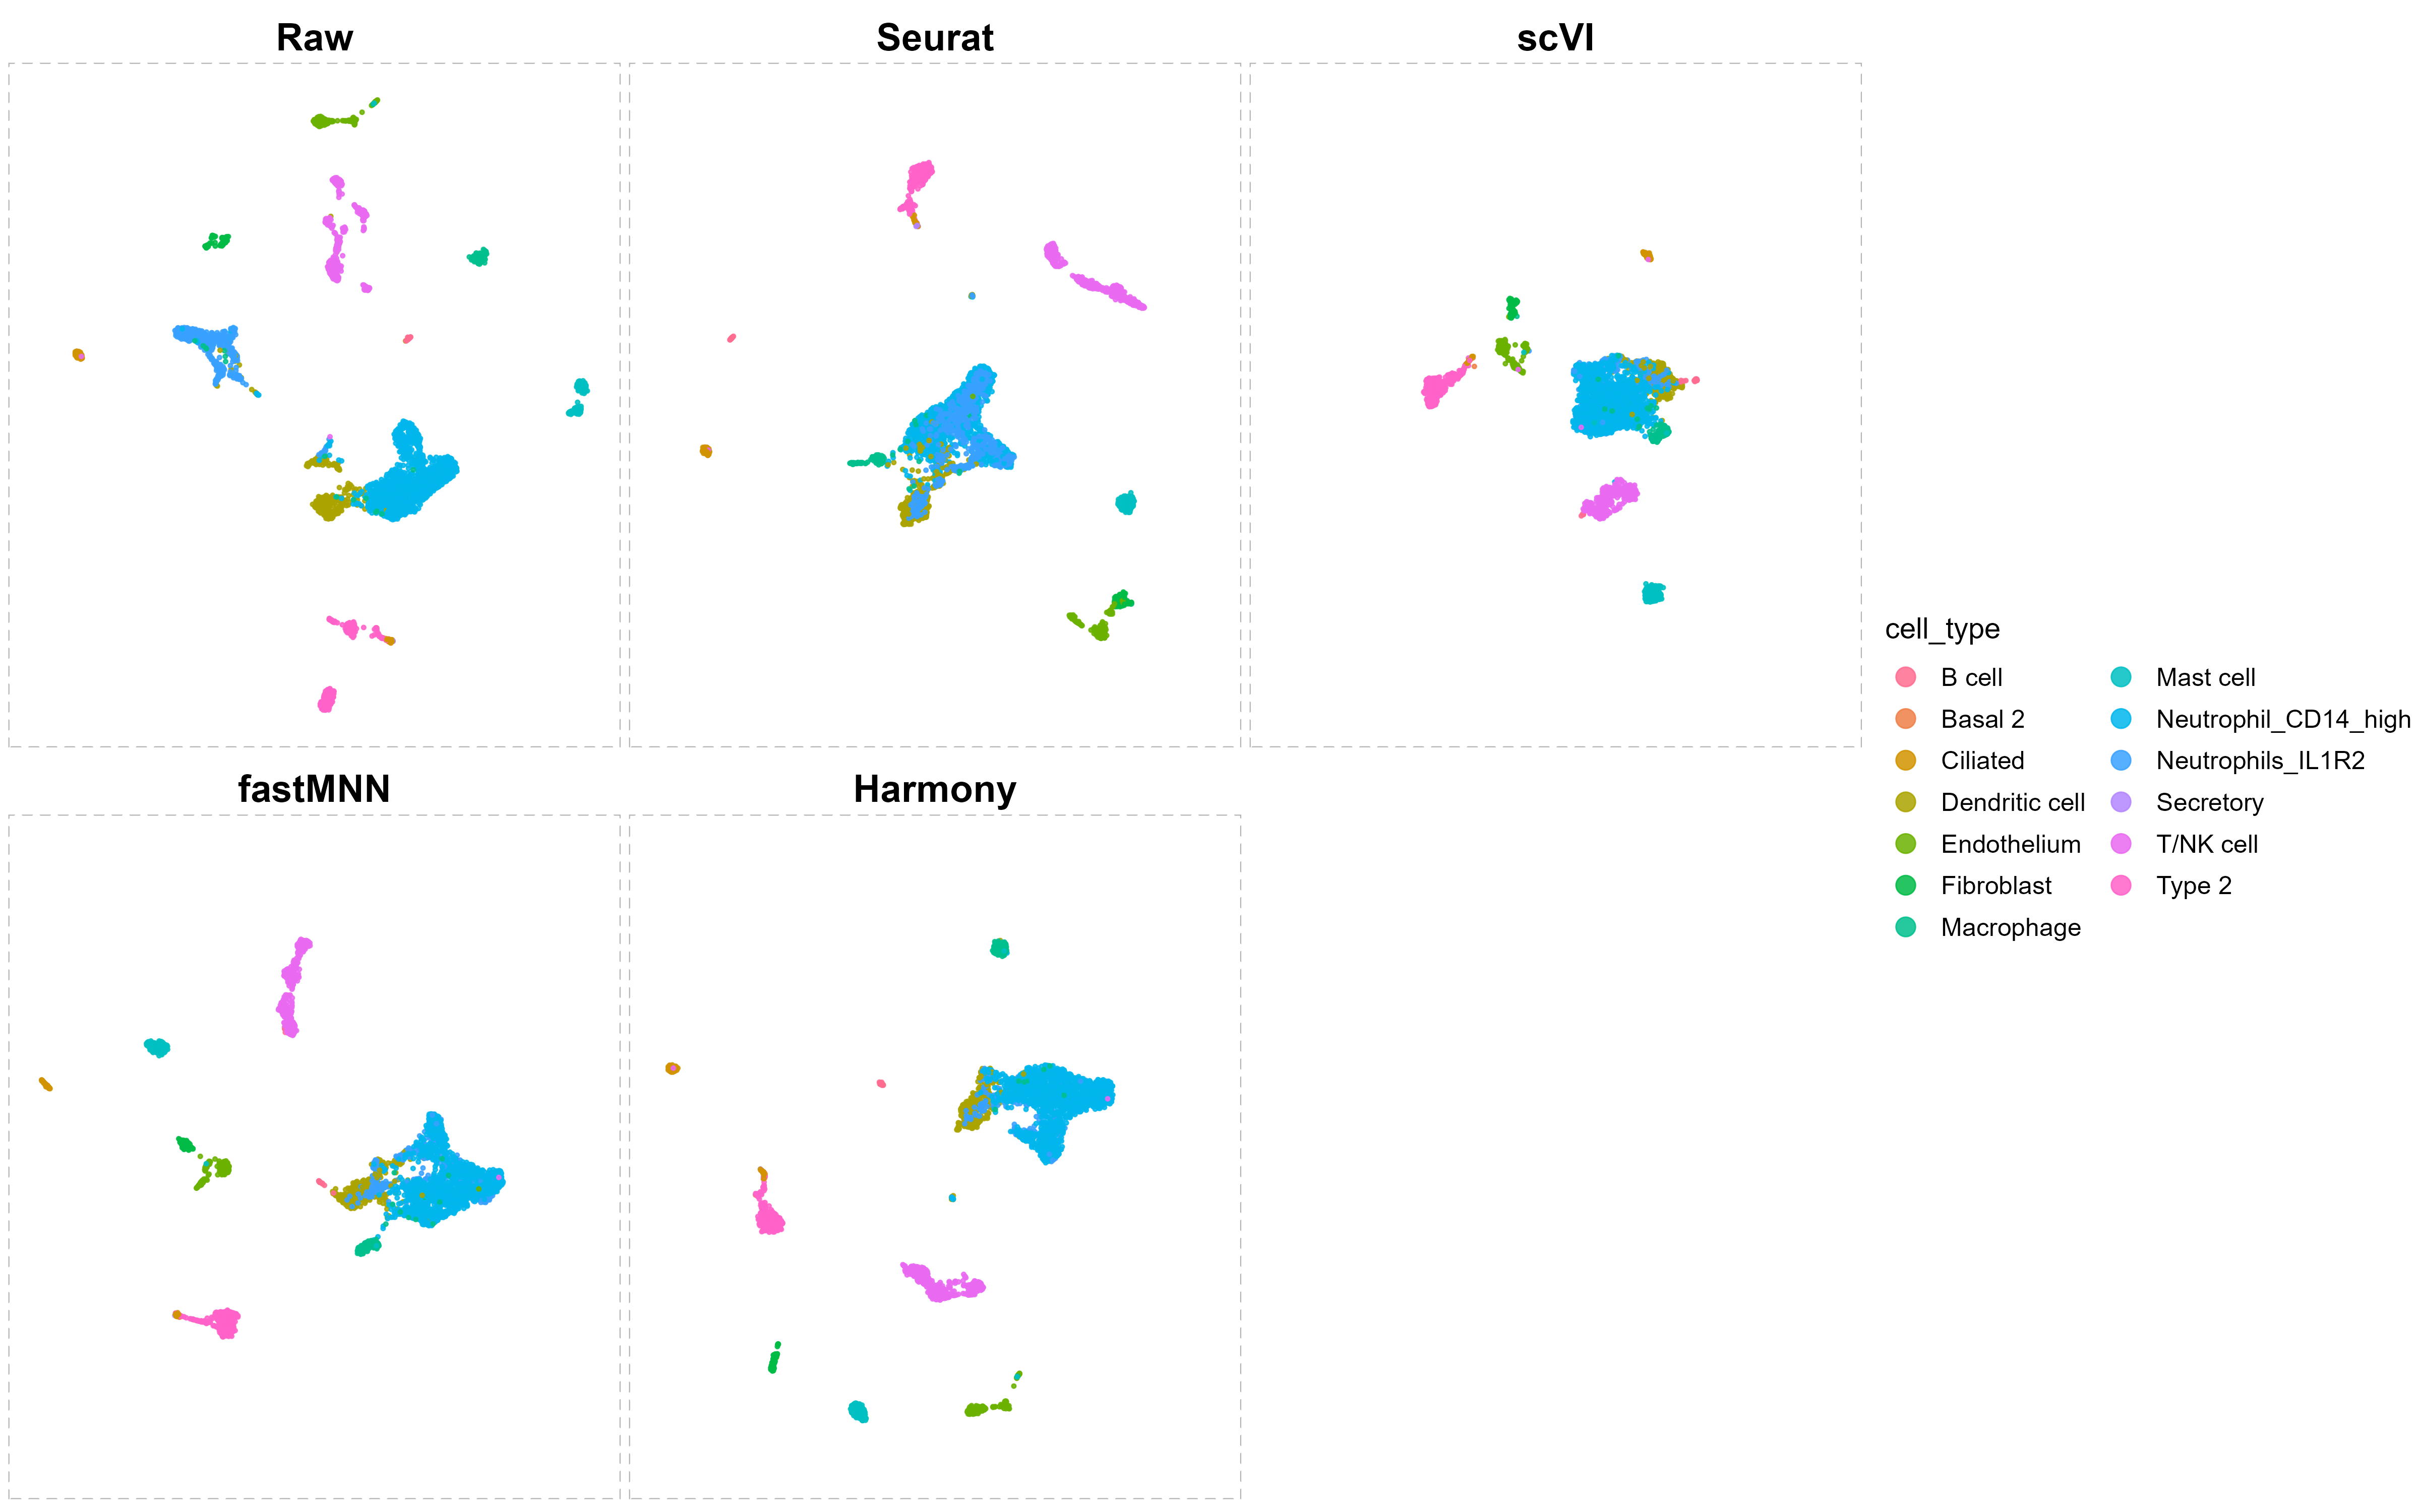 Raw
Seurat
scVI
fastMNN
Harmony
cell_type
B cell
Basal 2
Ciliated
Dendritic cell
Endothelium
Fibroblast
Macrophage
Mast cell
Neutrophil_CD14_high
Neutrophils_IL1R2
Secretory
T/NK cell
Type 2